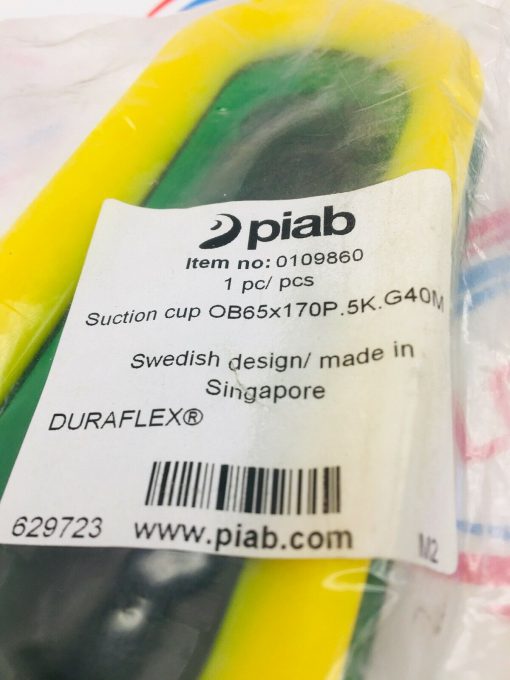 piab
Item no: 0109860
1 pc/ pcs
Suction cup OB65x170P.5K.G40M
Swedish design/ made in
Singapore
DURAFLEX®
629723 www.piab.com M2